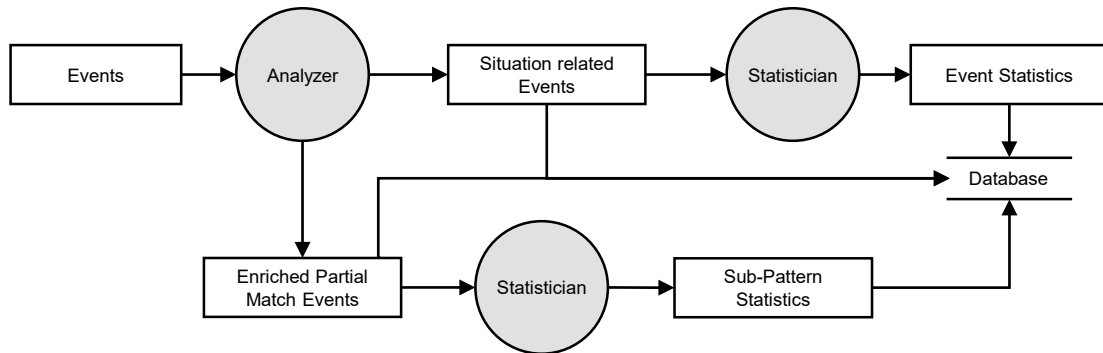 Events
Analyzer
Situation related
Events
Statistician
Event Statistics
Database
Enriched Partial
Match Events
Statistician
Sub-Pattern
Statistics